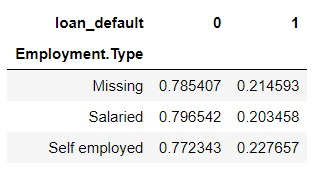 loan_default 0 1
Employment.Type
Missing 0.785407 0.214593
Salaried 0.796542 0.203458
Self employed 0.772343 0.227657